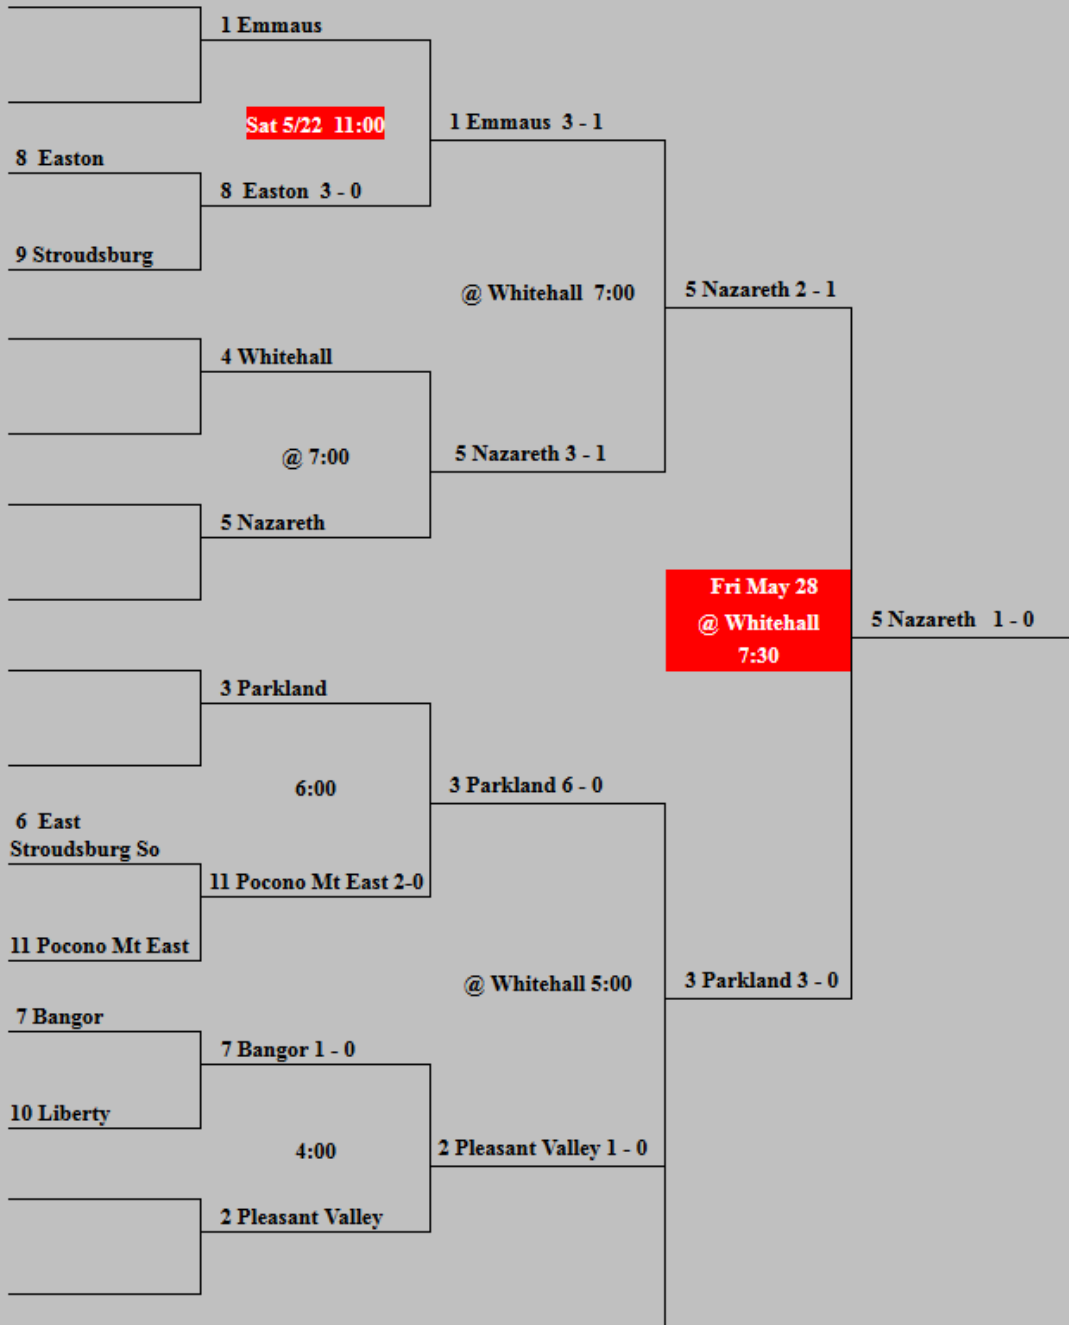 1 Emmaus
Sat 5/22 11:00
1 Emmaus 3 - 1
8 Easton
8 Easton 3 - 0
9 Stroudsburg
@ Whitehall 7:00
5 Nazareth 2 - 1
4 Whitehall
@ 7:00
5 Nazareth 3 - 1
5 Nazareth
Fri May 28
@ Whitehall
7:30
5 Nazareth 1 - 0
3 Parkland
6:00
3 Parkland 6 - 0
6 East
Stroudsburg So
11 Pocono Mt East 2-0
11 Pocono Mt East
@ Whitehall 5:00
3 Parkland 3 - 0
7 Bangor
7 Bangor 1 - 0
10 Liberty
4:00
2 Pleasant Valley 1 - 0
2 Pleasant Valley